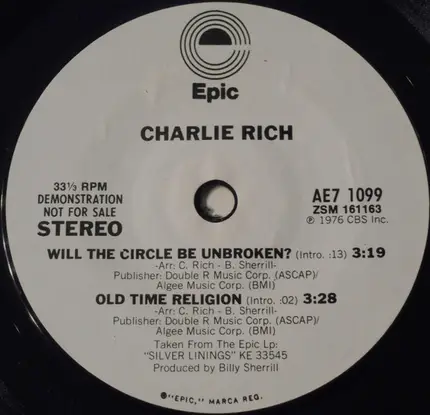 Epic
CHARLIE RICH
33⅓ RPM
DEMONSTRATION
NOT FOR SALE
STEREO
AE7 1099
ZSM 161163
℗ 1976 CBS Inc.
WILL THE CIRCLE BE UNBROKEN? (Intro. :13) 3:19
-Arr: C. Rich - B. Sherrill-
Publisher: Double R Music Corp. (ASCAP)/
Algee Music Corp. (BMI)
OLD TIME RELIGION (Intro. :02) 3:28
-Arr: C. Rich - B. Sherrill-
Publisher: Double R Music Corp. (ASCAP)/
Algee Music Corp. (BMI)
Taken From The Epic Lp:
"SILVER LININGS" KE 33545
Produced by Billy Sherrill
®"EPIC," MARCA REG.